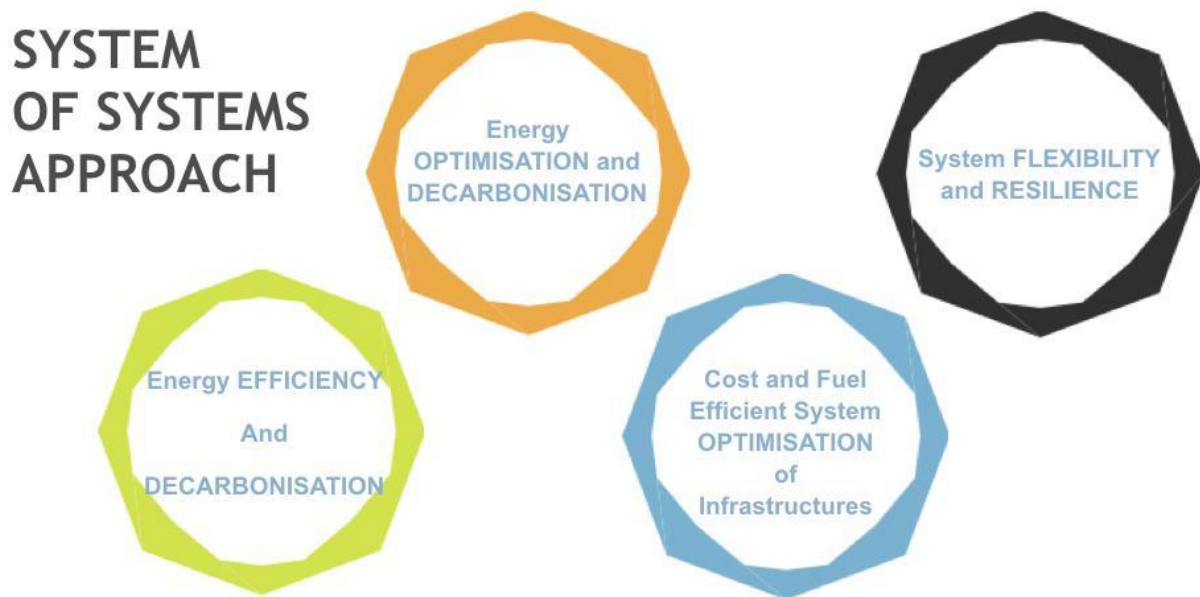 SYSTEM
OF SYSTEMS
APPROACH
Energy
OPTIMISATION and
DECARBONISATION
System FLEXIBILITY
and RESILIENCE
Energy EFFICIENCY
And
DECARBONISATION
Cost and Fuel
Efficient System
OPTIMISATION
of
Infrastructures